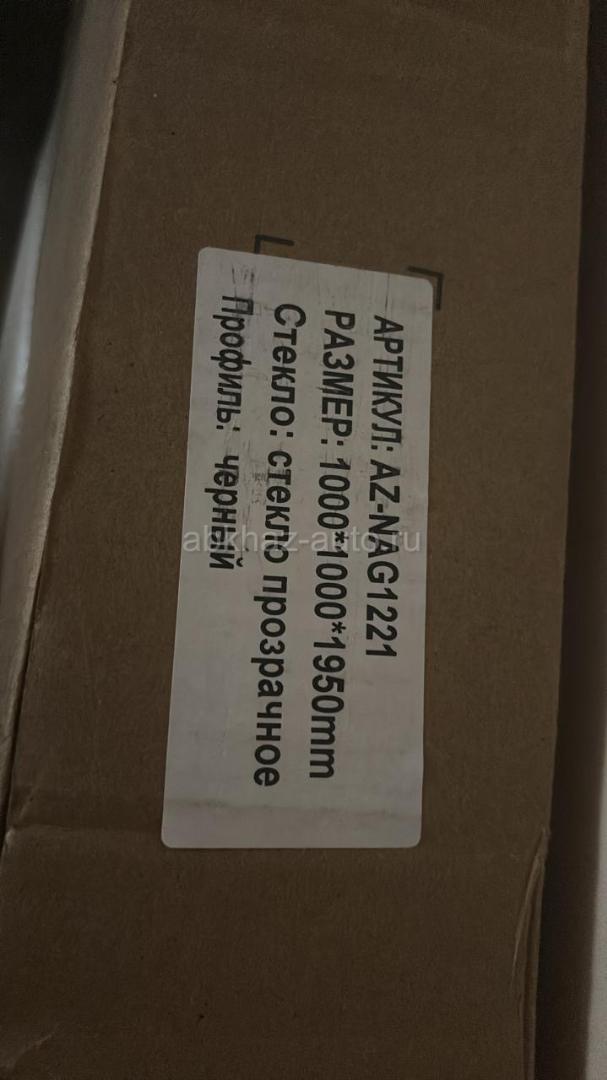 АРТИКУЛ: AZ-NAG1221
РАЗМЕР: 1000*1000*1950mm
Стекло: стекло прозрачное
Профиль: черный
abkhaz-auto.ru